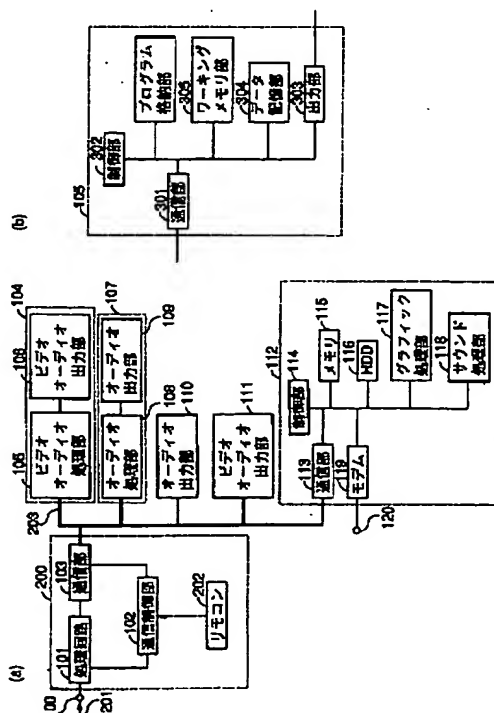 (a)
200
101
処理回路
103
通信部
102
通信制御部
202
リモコン
00
201
203
104
105
ビデオ
オーディオ
処理部
106
ビデオ
オーディオ
出力部
107
108
オーディオ
処理部
109
オーディオ
出力部
110
オーディオ
出力部
111
ビデオ
オーディオ
出力部
112
113
通信部
114
制御部
115
メモリ
116
HDD
117
グラフィック
処理部
118
サウンド
処理部
119
モデム
120
(b)
105
301
通信部
302
制御部
プログラム
格納部
305
ワーキング
メモリ部
304
データ
記憶部
303
出力部